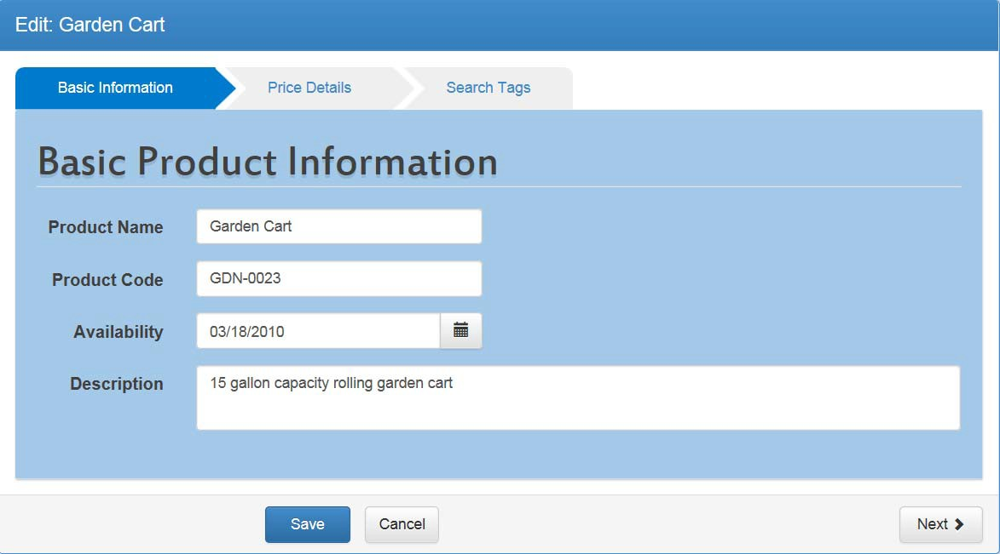 Edit: Garden Cart
Basic Information
Price Details
Search Tags
Basic Product Information
Product Name
Garden Cart
Product Code
GDN-0023
Availability
03/18/2010
Description
15 gallon capacity rolling garden cart
Save
Cancel
Next